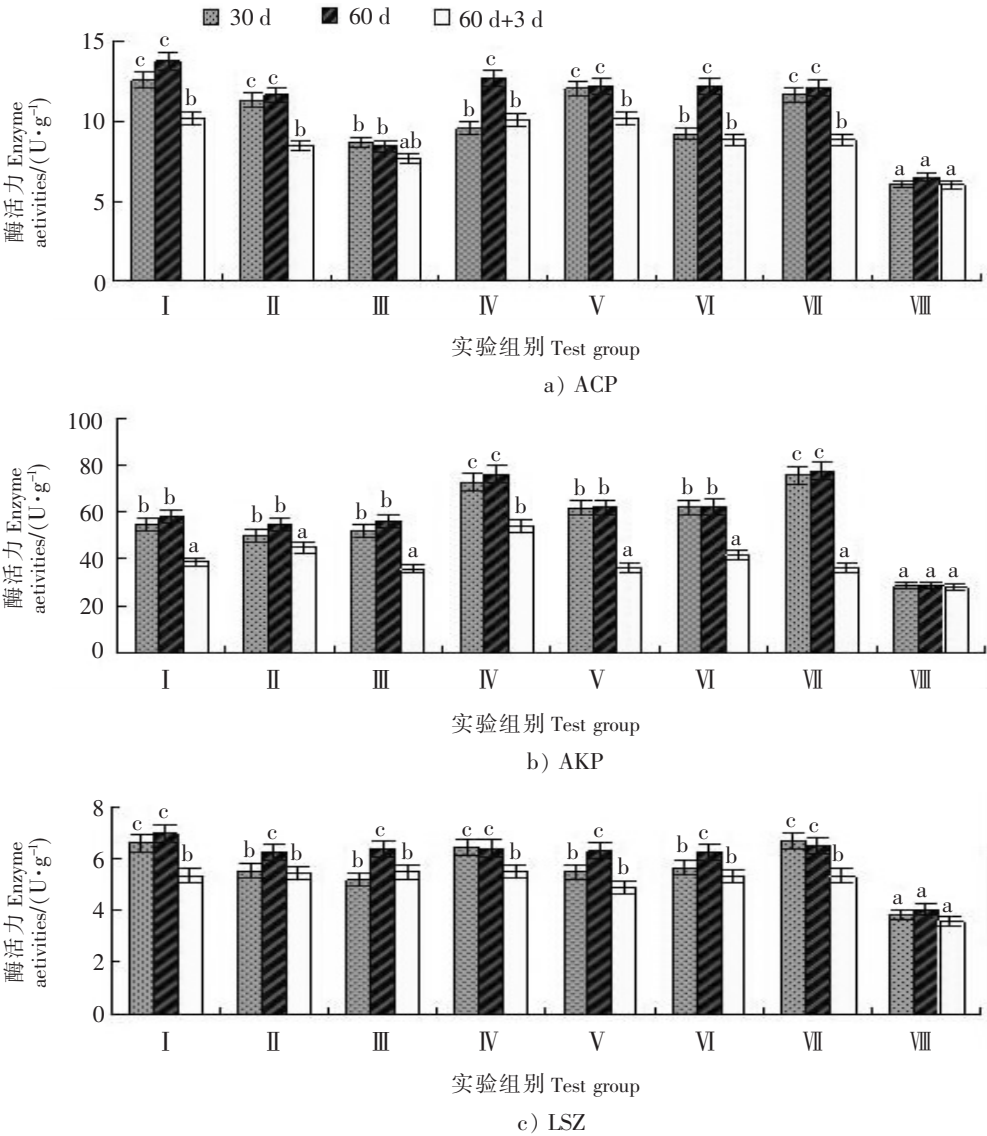 30 d 60 d 60 d+3 d
酶活力 Enzyme
aetivities/(U·g⁻¹)
15
10
5
0
c c b
c c b
b b ab
b c b
c c b
b c b
c c b
a a a
Ⅰ Ⅱ Ⅲ Ⅳ Ⅴ Ⅵ Ⅶ Ⅷ
实验组别 Test group
a) ACP
酶活力 Enzyme
aetivities/(U·g⁻¹)
100
80
60
40
20
0
b b a
b b a
b b a
c c b
b b a
b b a
c c a
a a a
Ⅰ Ⅱ Ⅲ Ⅳ Ⅴ Ⅵ Ⅶ Ⅷ
实验组别 Test group
b) AKP
酶活力 Enzyme
aetivities/(U·g⁻¹)
8
6
4
2
0
c c b
b c b
b c b
c c b
b c b
b c b
c c b
a a a
Ⅰ Ⅱ Ⅲ Ⅳ Ⅴ Ⅵ Ⅶ Ⅷ
实验组别 Test group
c) LSZ